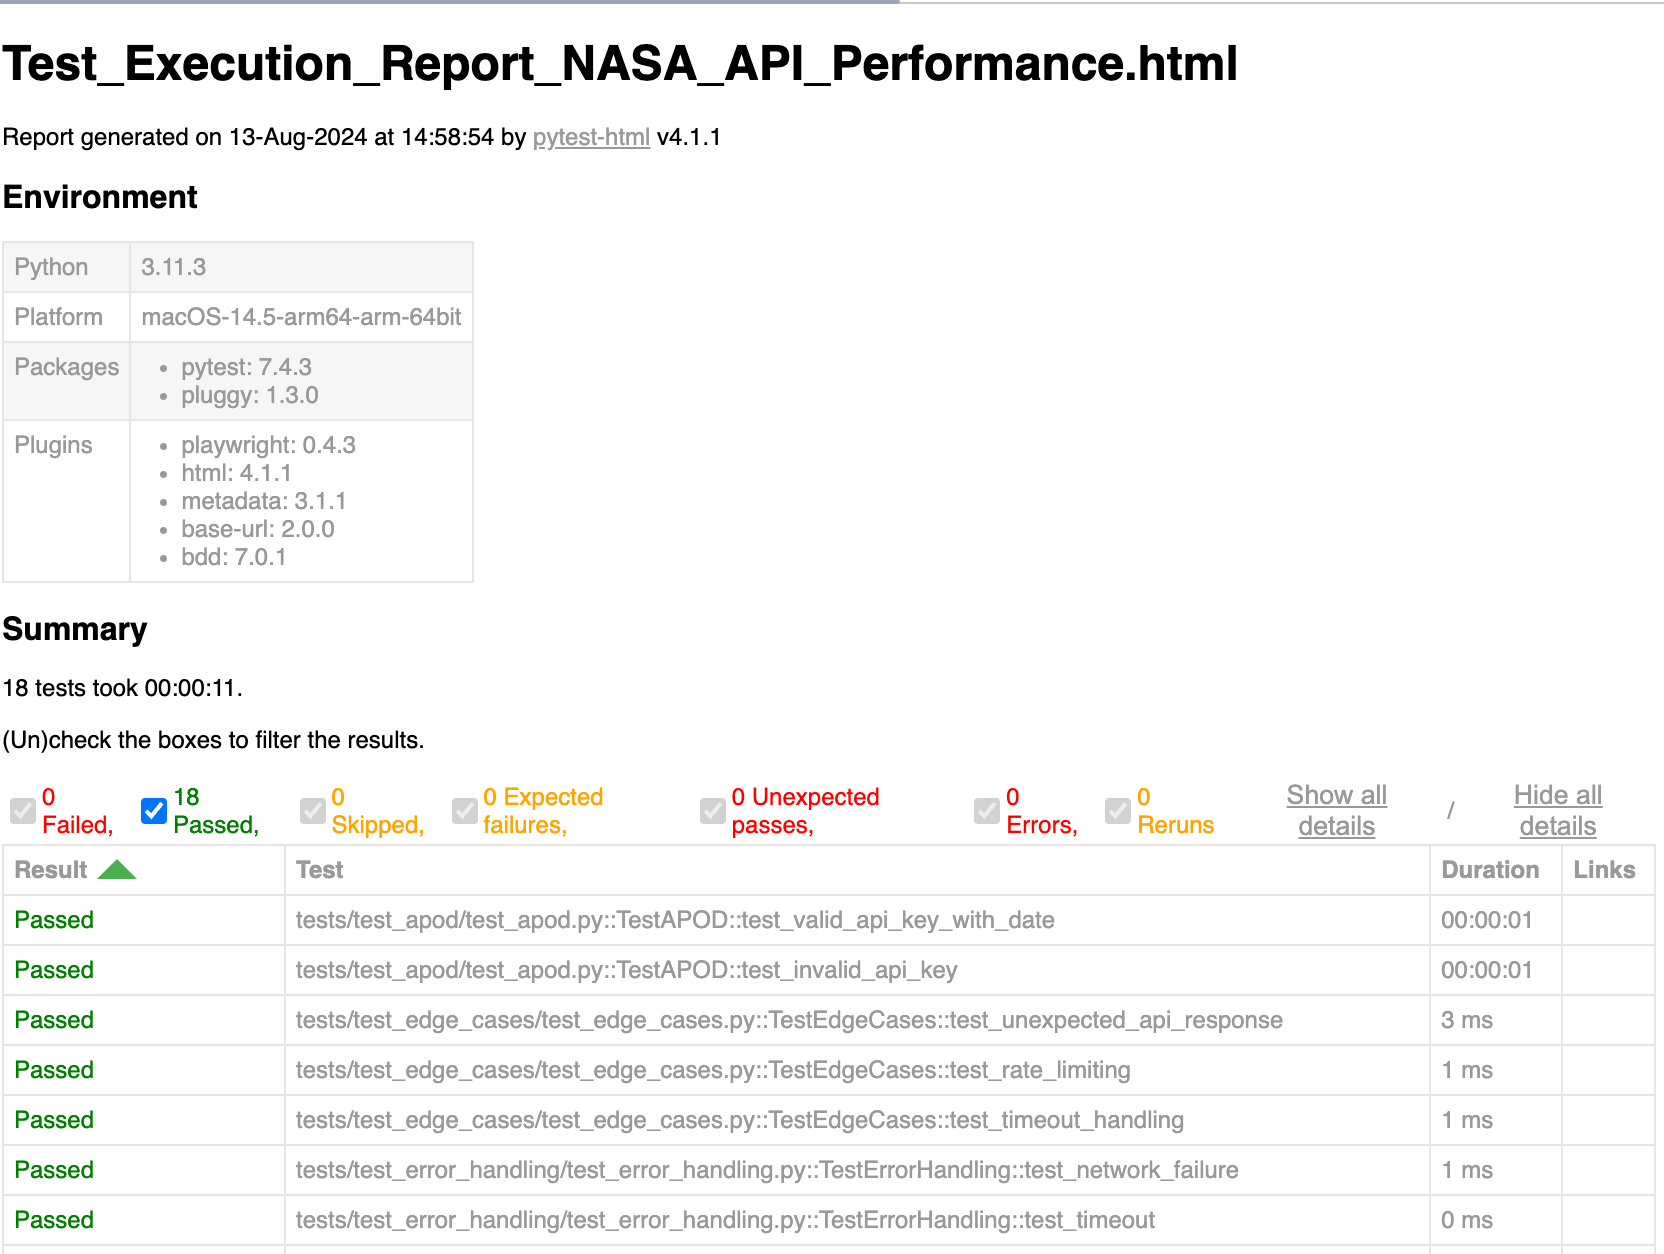 Test_Execution_Report_NASA_API_Performance.html
Report generated on 13-Aug-2024 at 14:58:54 by pytest-html v4.1.1
Environment
Python 3.11.3
Platform macOS-14.5-arm64-arm-64bit
Packages • pytest: 7.4.3
• pluggy: 1.3.0
Plugins • playwright: 0.4.3
• html: 4.1.1
• metadata: 3.1.1
• base-url: 2.0.0
• bdd: 7.0.1
Summary
18 tests took 00:00:11.
(Un)check the boxes to filter the results.
0 Failed, 18 Passed, 0 Skipped, 0 Expected failures, 0 Unexpected passes, 0 Errors, 0 Reruns Show all details / Hide all details
Result Test Duration Links
Passed tests/test_apod/test_apod.py::TestAPOD::test_valid_api_key_with_date 00:00:01
Passed tests/test_apod/test_apod.py::TestAPOD::test_invalid_api_key 00:00:01
Passed tests/test_edge_cases/test_edge_cases.py::TestEdgeCases::test_unexpected_api_response 3 ms
Passed tests/test_edge_cases/test_edge_cases.py::TestEdgeCases::test_rate_limiting 1 ms
Passed tests/test_edge_cases/test_edge_cases.py::TestEdgeCases::test_timeout_handling 1 ms
Passed tests/test_error_handling/test_error_handling.py::TestErrorHandling::test_network_failure 1 ms
Passed tests/test_error_handling/test_error_handling.py::TestErrorHandling::test_timeout 0 ms